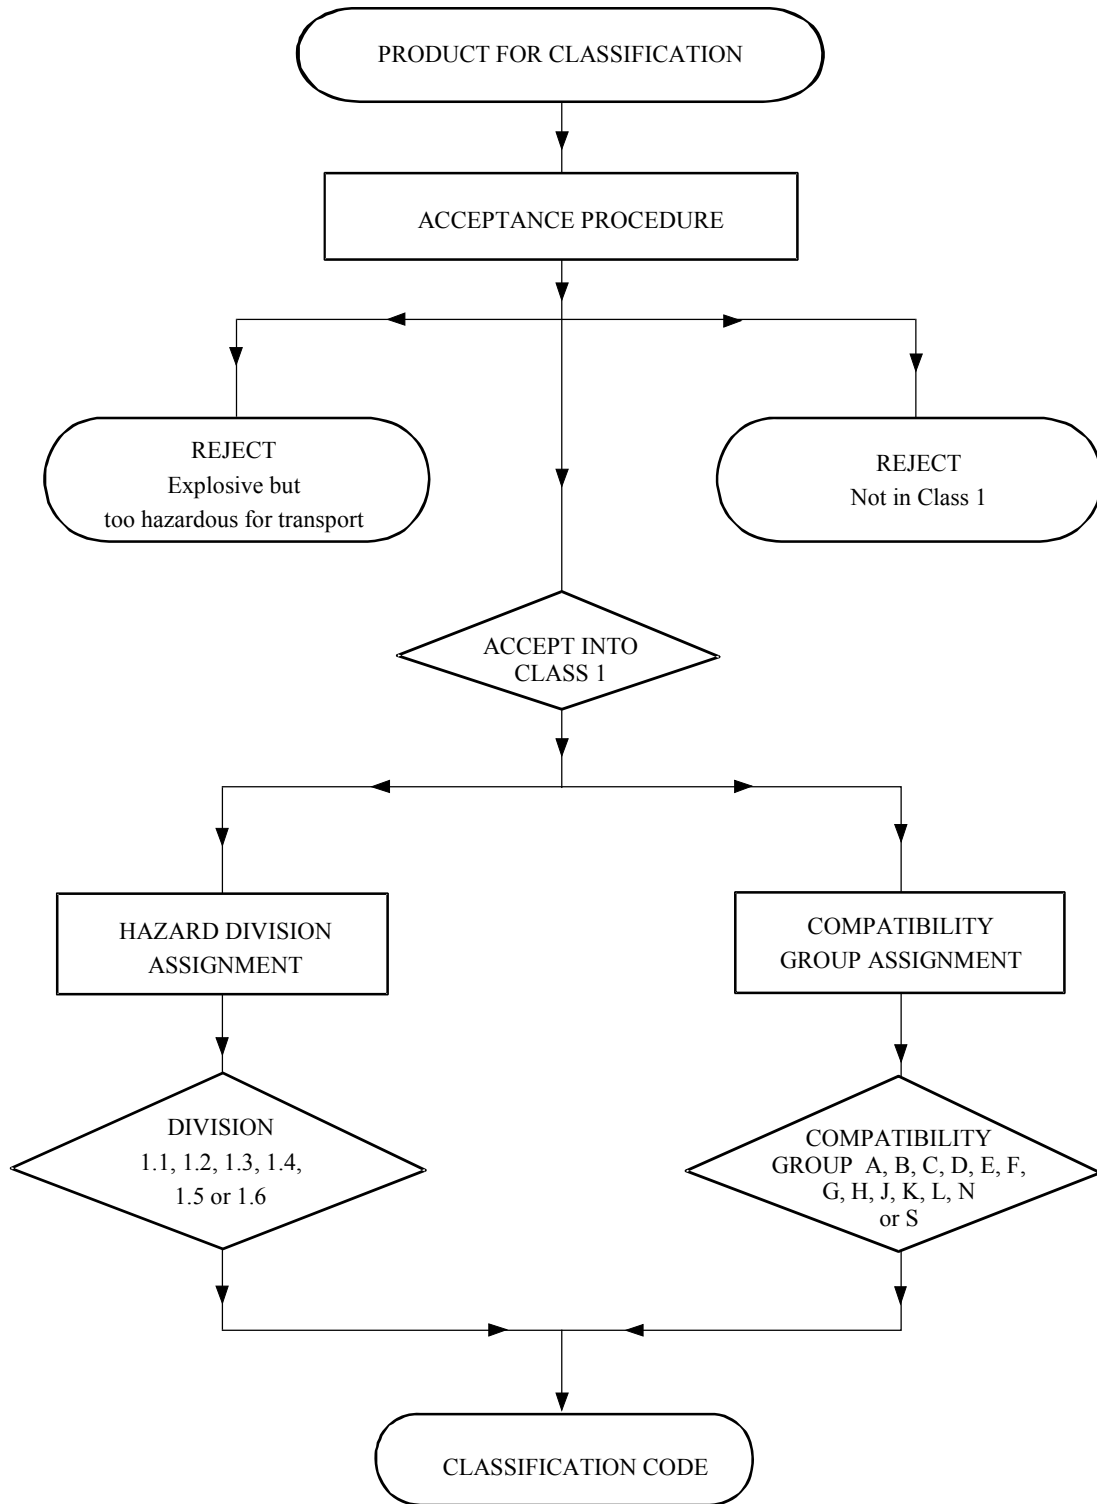 PRODUCT FOR CLASSIFICATION
ACCEPTANCE PROCEDURE
REJECT
Explosive but
too hazardous for transport
REJECT
Not in Class 1
ACCEPT INTO
CLASS 1
HAZARD DIVISION
ASSIGNMENT
COMPATIBILITY
GROUP ASSIGNMENT
DIVISION
1.1, 1.2, 1.3, 1.4,
1.5 or 1.6
COMPATIBILITY
GROUP A, B, C, D, E, F,
G, H, J, K, L, N
or S
CLASSIFICATION CODE